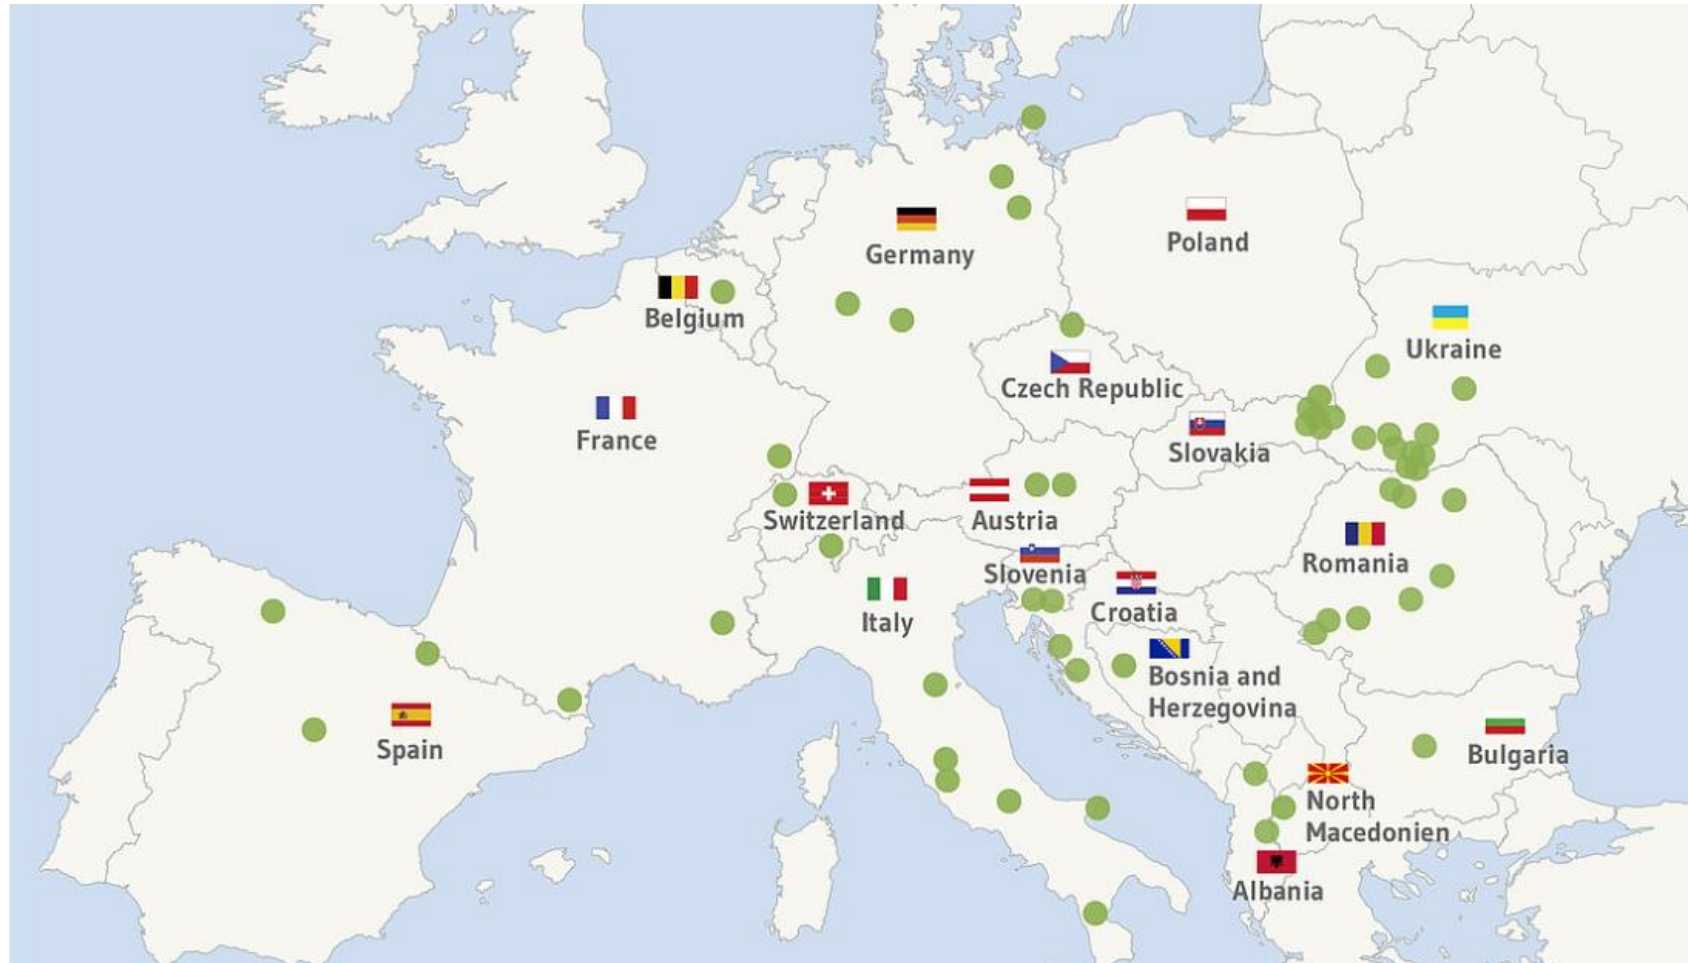 Germany
Poland
Belgium
Ukraine
Czech Republic
France
Slovakia
Switzerland
Austria
Romania
Slovenia
Croatia
Italy
Bosnia and
Herzegovina
Spain
Bulgaria
North
Macedonien
Albania